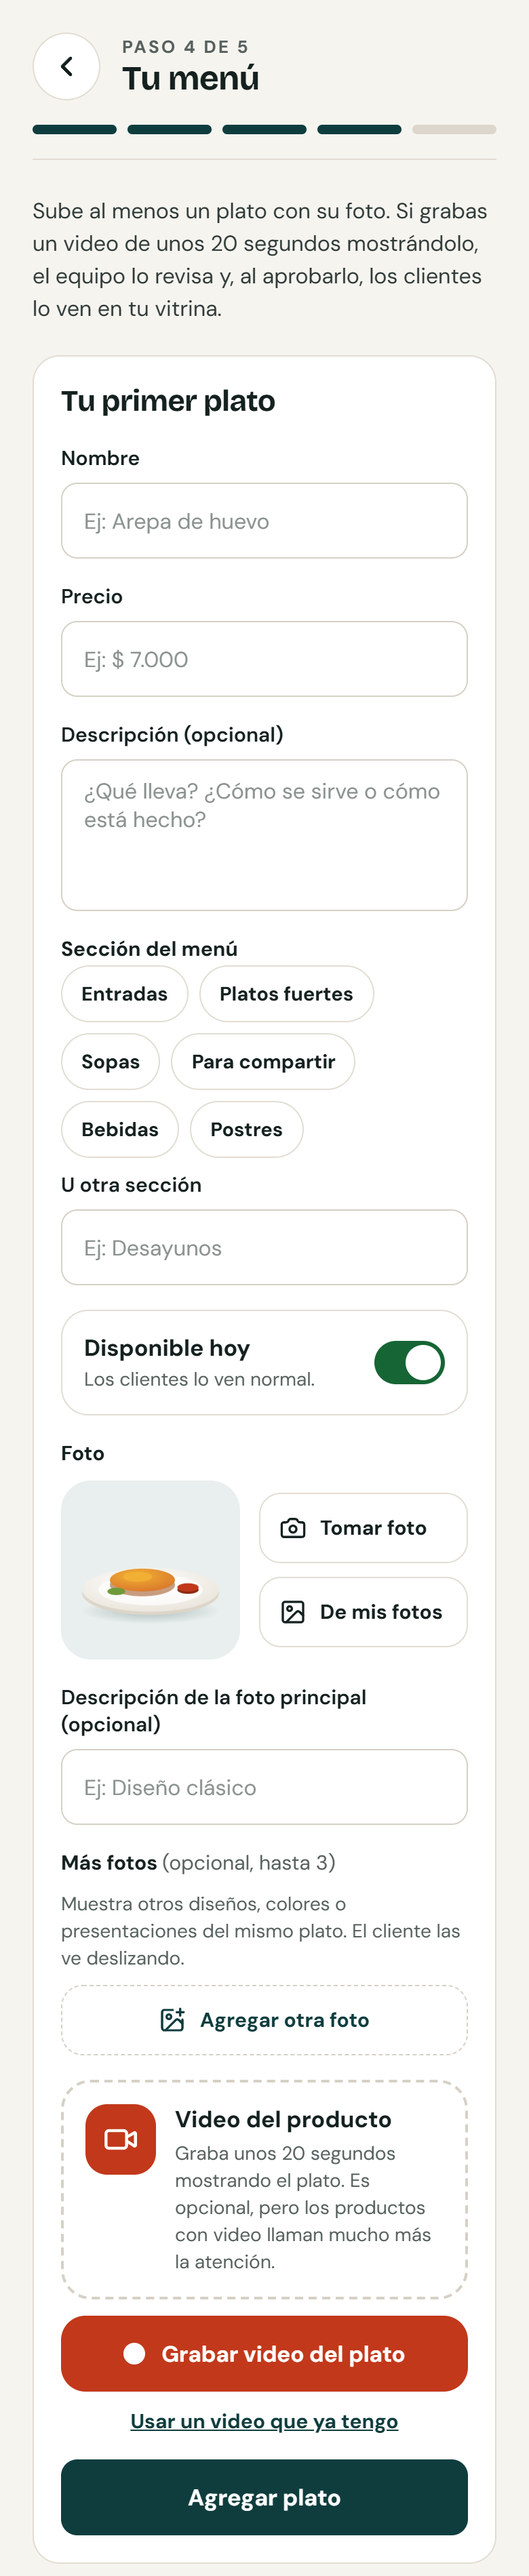 PASO 4 DE 5
Tu menú
Sube al menos un plato con su foto. Si grabas
un video de unos 20 segundos mostrándolo,
el equipo lo revisa y, al aprobarlo, los clientes
lo ven en tu vitrina.
Tu primer plato
Nombre
Ej: Arepa de huevo
Precio
Ej: $ 7.000
Descripción (opcional)
¿Qué lleva? ¿Cómo se sirve o cómo
está hecho?
Sección del menú
Entradas
Platos fuertes
Sopas
Para compartir
Bebidas
Postres
U otra sección
Ej: Desayunos
Disponible hoy
Los clientes lo ven normal.
Foto
Tomar foto
De mis fotos
Descripción de la foto principal
(opcional)
Ej: Diseño clásico
Más fotos (opcional, hasta 3)
Muestra otros diseños, colores o
presentaciones del mismo plato. El cliente las
ve deslizando.
Agregar otra foto
Video del producto
Graba unos 20 segundos
mostrando el plato. Es
opcional, pero los productos
con video llaman mucho más
la atención.
Grabar video del plato
Usar un video que ya tengo
Agregar plato